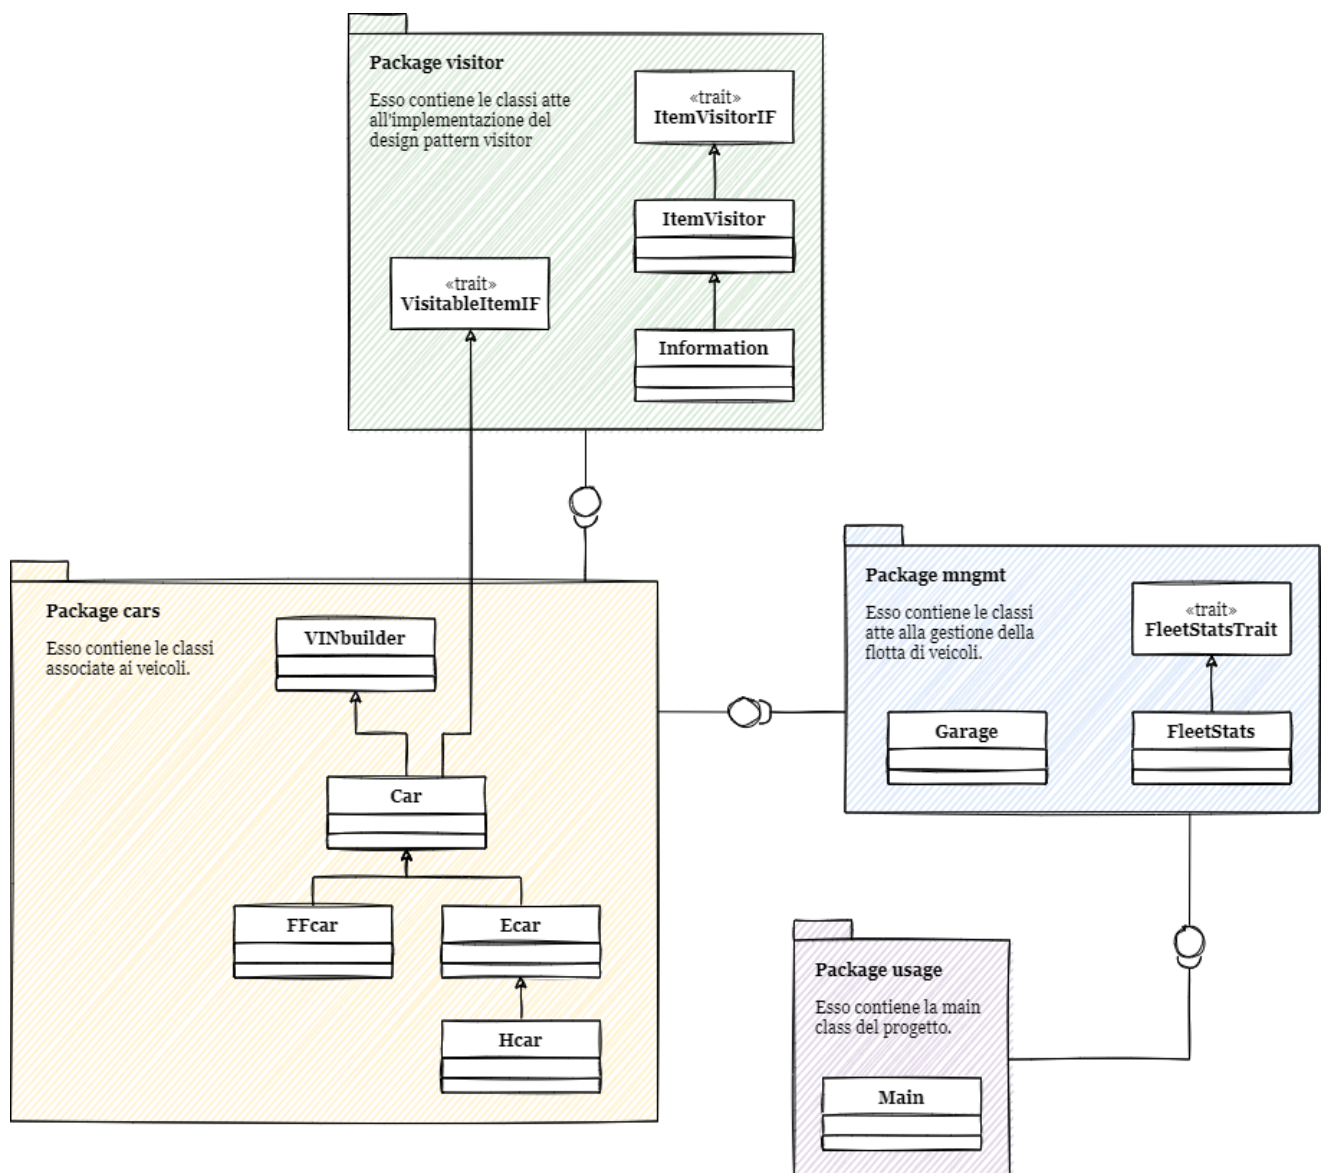 Package visitor
Esso contiene le classi atte
all'implementazione del
design pattern visitor
«trait»
ItemVisitorIF
ItemVisitor
«trait»
VisitableItemIF
Information
Package cars
Esso contiene le classi
associate ai veicoli.
VINbuilder
Car
FFcar
Ecar
Hcar
Package mngmt
Esso contiene le classi
atte alla gestione della
flotta di veicoli.
«trait»
FleetStatsTrait
Garage
FleetStats
Package usage
Esso contiene la main
class del progetto.
Main